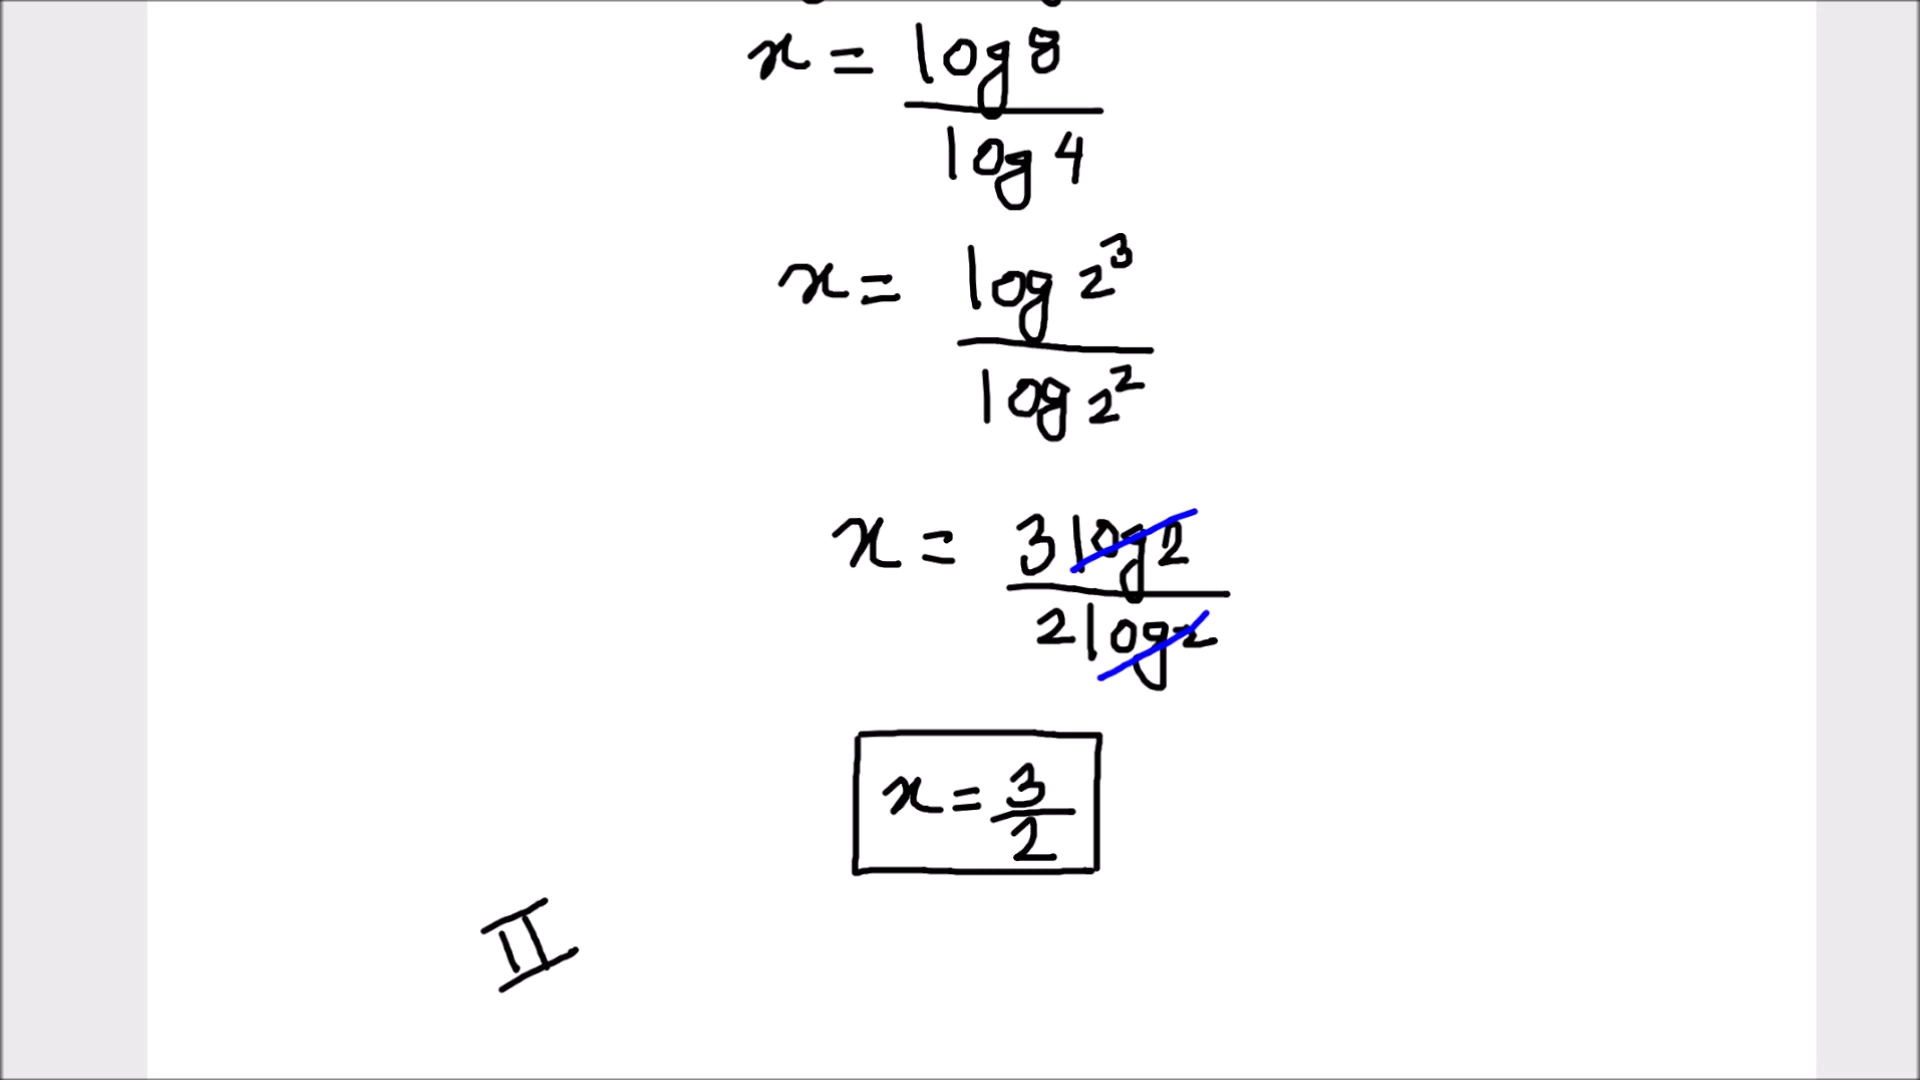 x = log 8 / log 4
x = log 2³ / log 2²
x = 3 log 2 / 2 log 2
x = 3/2
II